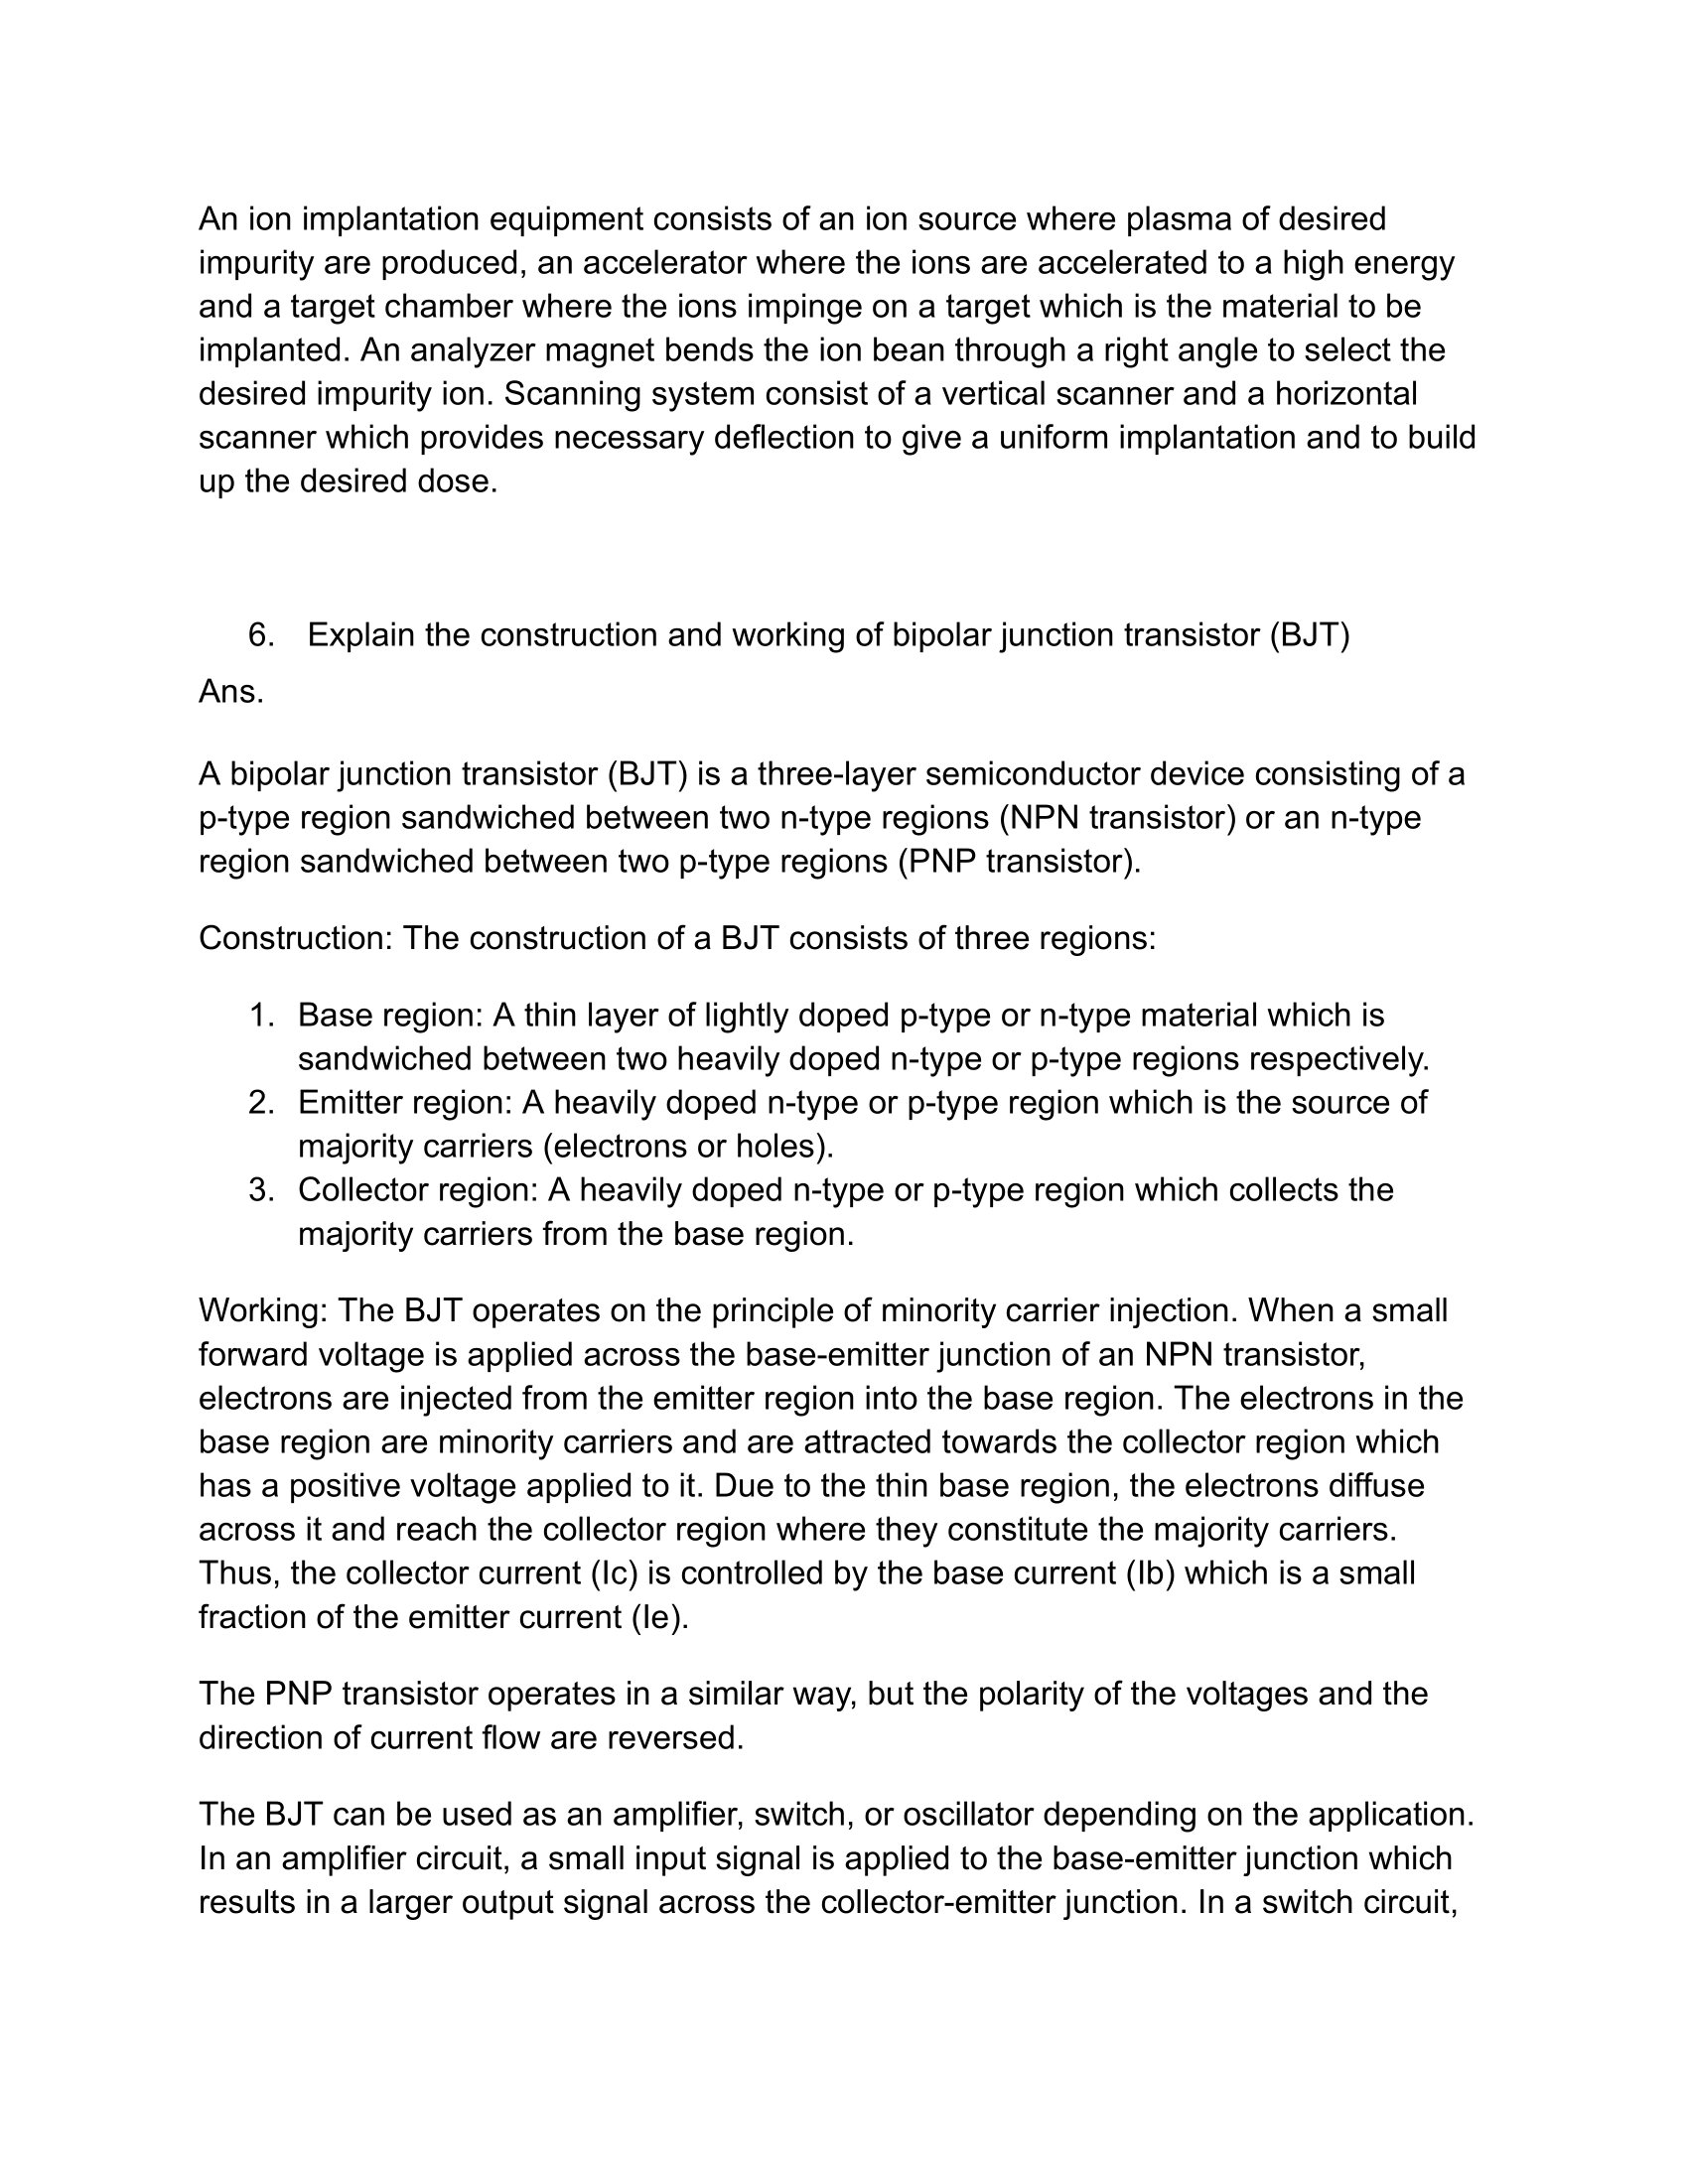 An ion implantation equipment consists of an ion source where plasma of desired
impurity are produced, an accelerator where the ions are accelerated to a high energy
and a target chamber where the ions impinge on a target which is the material to be
implanted. An analyzer magnet bends the ion bean through a right angle to select the
desired impurity ion. Scanning system consist of a vertical scanner and a horizontal
scanner which provides necessary deflection to give a uniform implantation and to build
up the desired dose.
6. Explain the construction and working of bipolar junction transistor (BJT)
Ans.
A bipolar junction transistor (BJT) is a three-layer semiconductor device consisting of a
p-type region sandwiched between two n-type regions (NPN transistor) or an n-type
region sandwiched between two p-type regions (PNP transistor).
Construction: The construction of a BJT consists of three regions:
1. Base region: A thin layer of lightly doped p-type or n-type material which is
sandwiched between two heavily doped n-type or p-type regions respectively.
2. Emitter region: A heavily doped n-type or p-type region which is the source of
majority carriers (electrons or holes).
3. Collector region: A heavily doped n-type or p-type region which collects the
majority carriers from the base region.
Working: The BJT operates on the principle of minority carrier injection. When a small
forward voltage is applied across the base-emitter junction of an NPN transistor,
electrons are injected from the emitter region into the base region. The electrons in the
base region are minority carriers and are attracted towards the collector region which
has a positive voltage applied to it. Due to the thin base region, the electrons diffuse
across it and reach the collector region where they constitute the majority carriers.
Thus, the collector current (Ic) is controlled by the base current (Ib) which is a small
fraction of the emitter current (Ie).
The PNP transistor operates in a similar way, but the polarity of the voltages and the
direction of current flow are reversed.
The BJT can be used as an amplifier, switch, or oscillator depending on the application.
In an amplifier circuit, a small input signal is applied to the base-emitter junction which
results in a larger output signal across the collector-emitter junction. In a switch circuit,